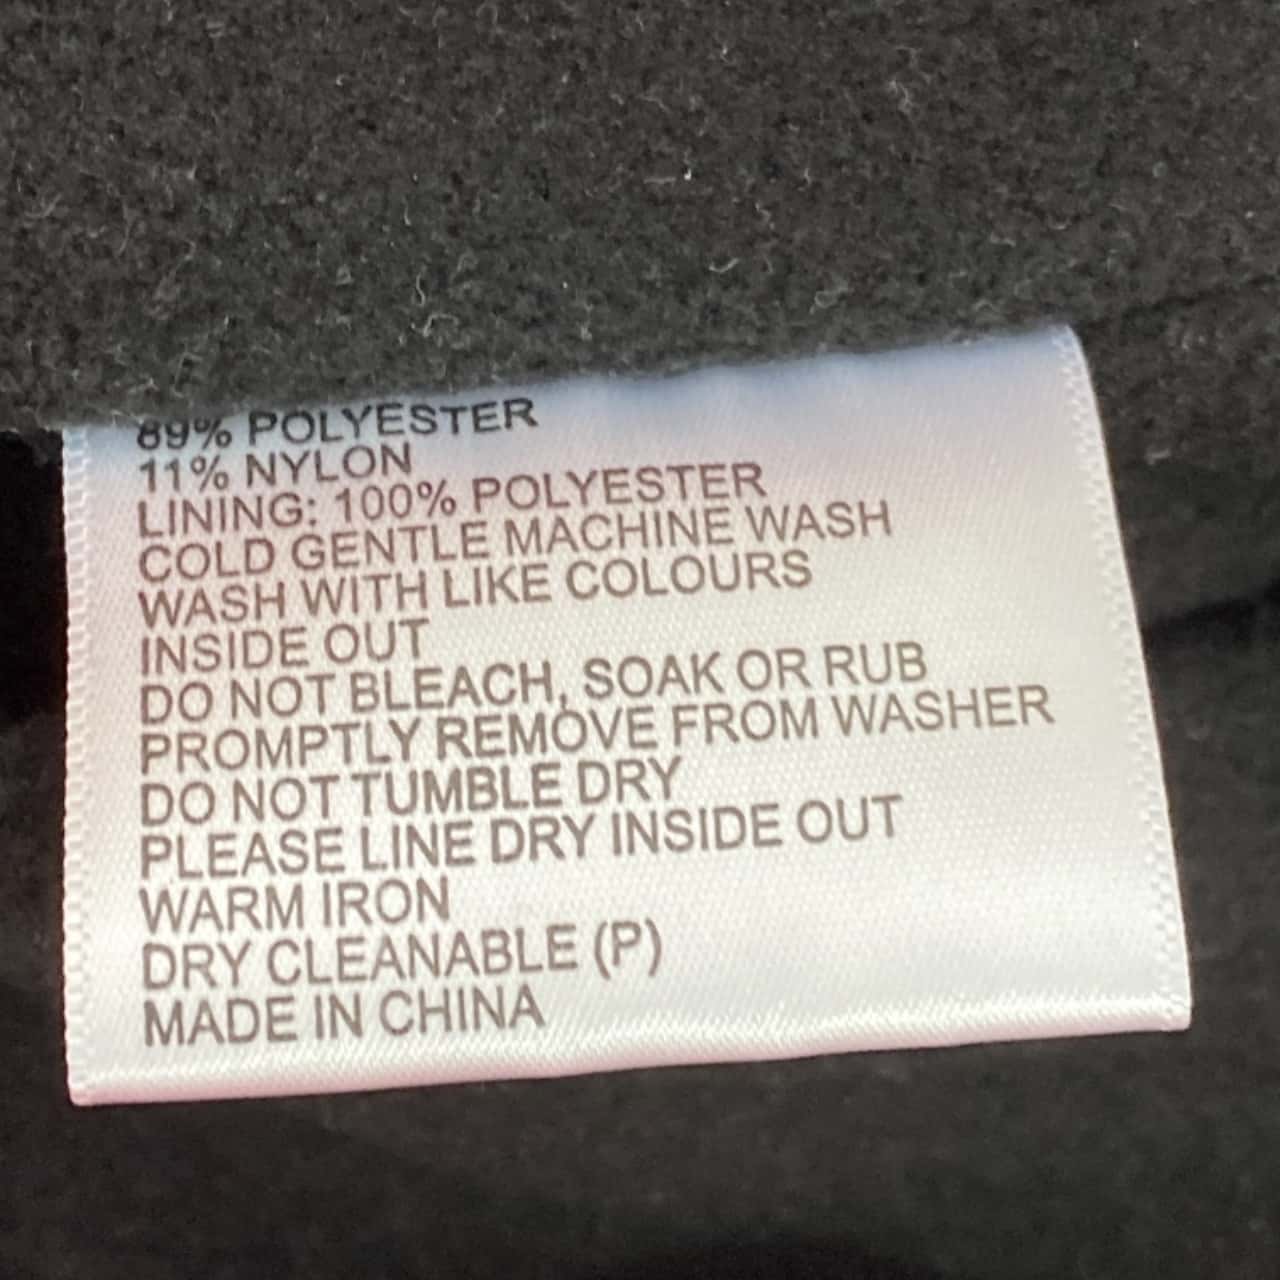 89% POLYESTER
11% NYLON
LINING: 100% POLYESTER
COLD GENTLE MACHINE WASH
WASH WITH LIKE COLOURS
INSIDE OUT
DO NOT BLEACH, SOAK OR RUB
PROMPTLY REMOVE FROM WASHER
DO NOT TUMBLE DRY
PLEASE LINE DRY INSIDE OUT
WARM IRON
DRY CLEANABLE (P)
MADE IN CHINA